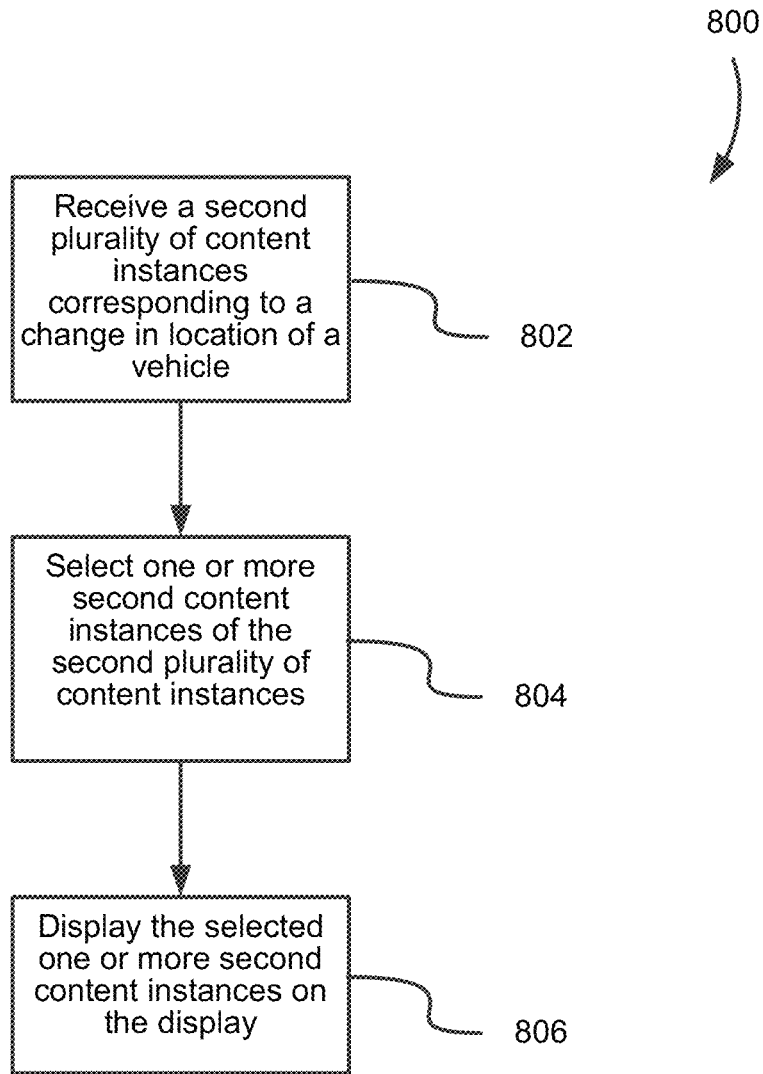 800
Receive a second
plurality of content
instances
corresponding to a
change in location of a
vehicle
802
Select one or more
second content
instances of the
second plurality of
content instances
804
Display the selected
one or more second
content instances on
the display
806